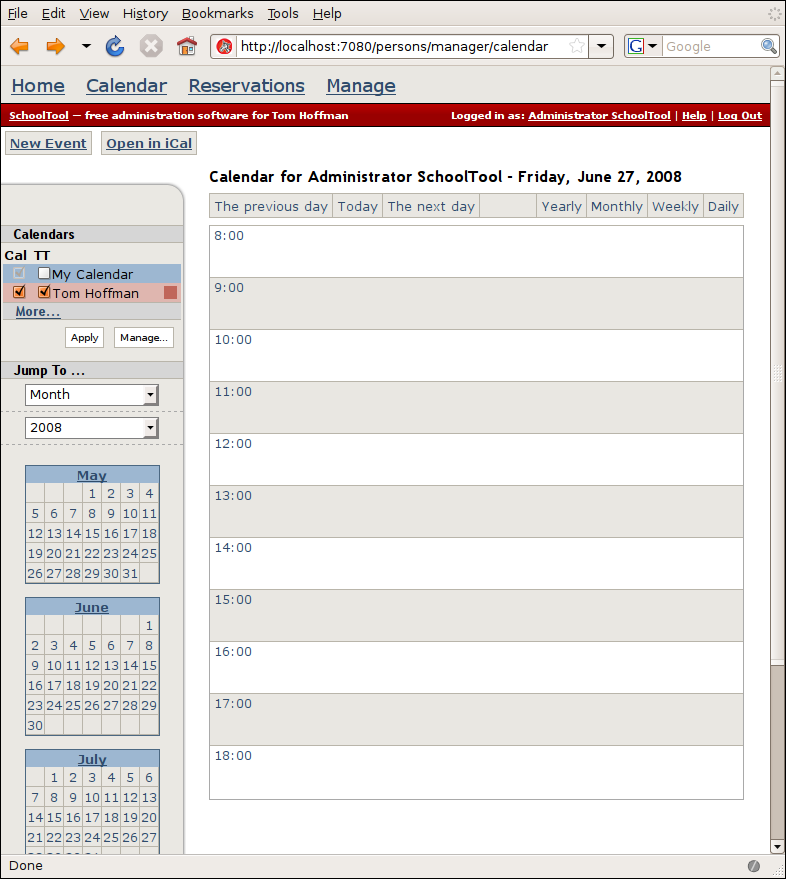 File Edit View History Bookmarks Tools Help
http://localhost:7080/persons/manager/calendar
G Google
Home Calendar Reservations Manage
SchoolTool — free administration software for Tom Hoffman Logged in as: Administrator SchoolTool | Help | Log Out
New Event Open in iCal
Calendars
Cal TT
My Calendar
Tom Hoffman
More...
Apply Manage...
Jump To ...
Month
2008
May
1 2 3 4
5 6 7 8 9 10 11
12 13 14 15 16 17 18
19 20 21 22 23 24 25
26 27 28 29 30 31
June
1
2 3 4 5 6 7 8
9 10 11 12 13 14 15
16 17 18 19 20 21 22
23 24 25 26 27 28 29
30
July
1 2 3 4 5 6
7 8 9 10 11 12 13
14 15 16 17 18 19 20
21 22 23 24 25 26 27
Calendar for Administrator SchoolTool - Friday, June 27, 2008
The previous day Today The next day Yearly Monthly Weekly Daily
8:00
9:00
10:00
11:00
12:00
13:00
14:00
15:00
16:00
17:00
18:00
Done